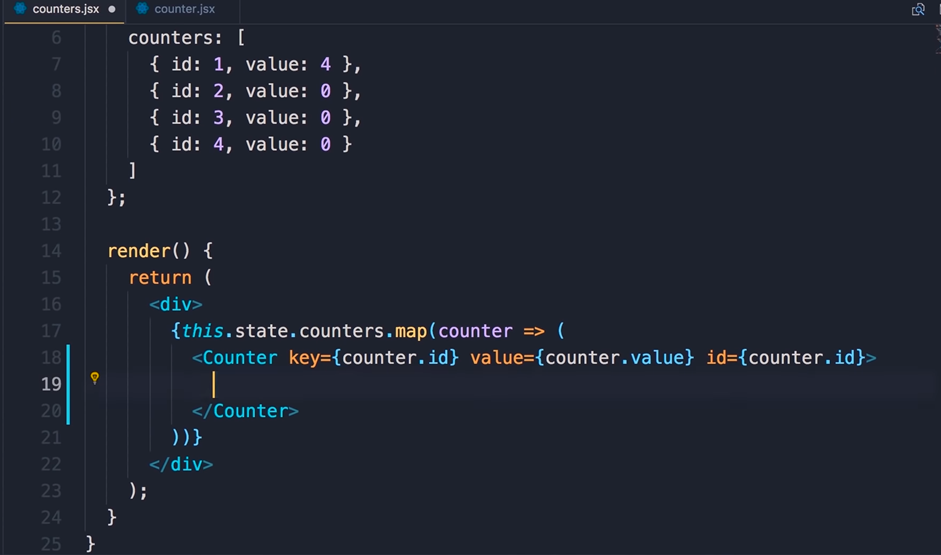 counters.jsx ● counter.jsx
6 counters: [
7 { id: 1, value: 4 },
8 { id: 2, value: 0 },
9 { id: 3, value: 0 },
10 { id: 4, value: 0 }
11 ]
12 };
13
14 render() {
15 return (
16 <div>
17 {this.state.counters.map(counter => (
18 <Counter key={counter.id} value={counter.value} id={counter.id}>
19
20 </Counter>
21 ))}
22 </div>
23 );
24 }
25 }